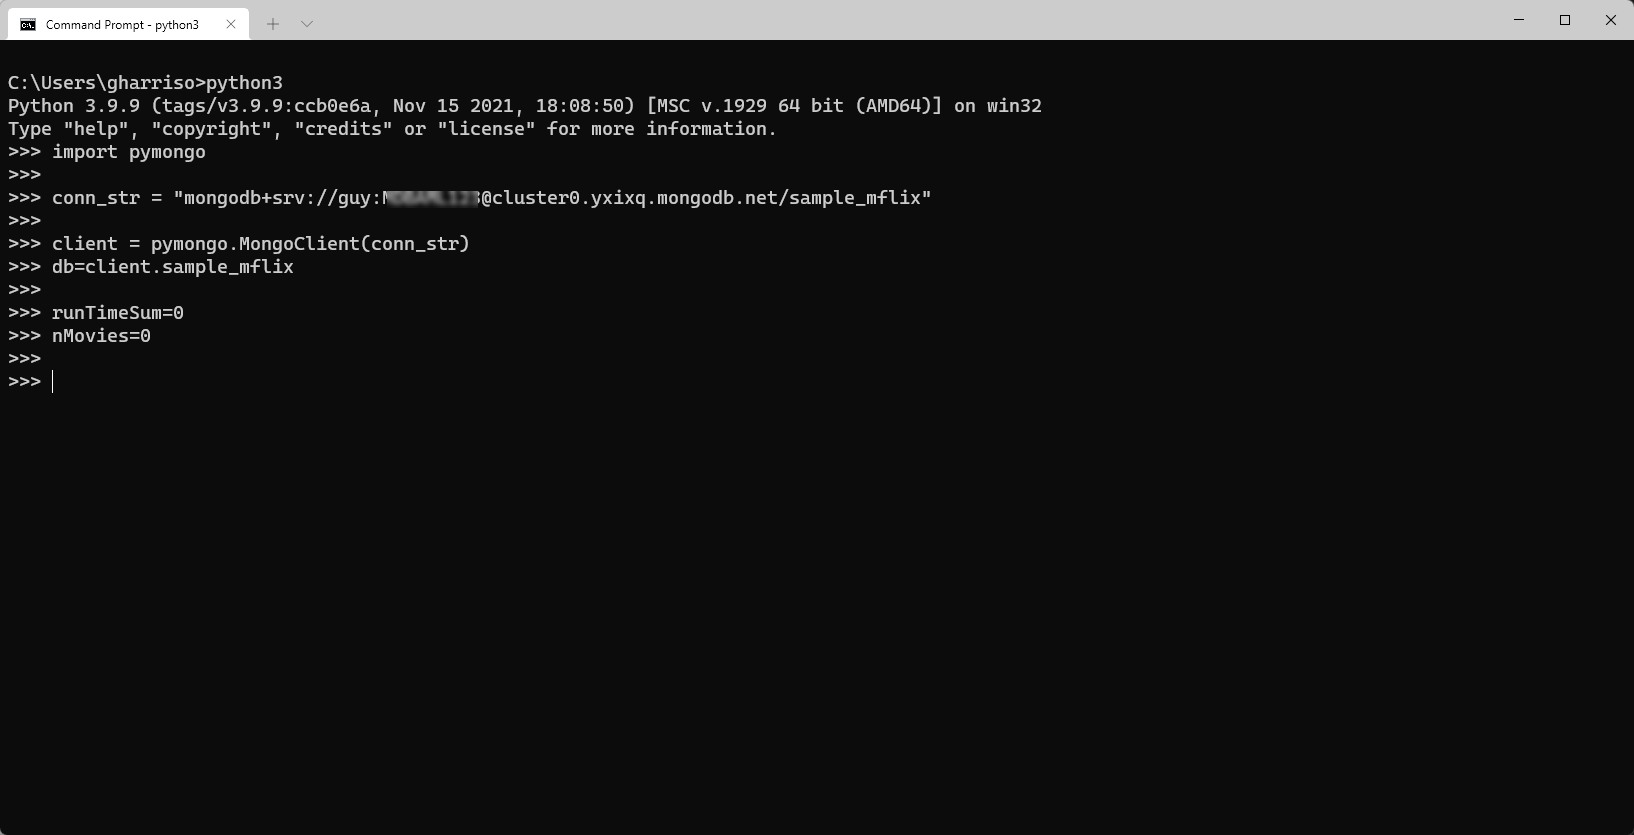 Command Prompt - python3
C:\Users\gharriso>python3
Python 3.9.9 (tags/v3.9.9:ccb0e6a, Nov 15 2021, 18:08:50) [MSC v.1929 64 bit (AMD64)] on win32
Type "help", "copyright", "credits" or "license" for more information.
>>> import pymongo
>>>
>>> conn_str = "mongodb+srv://guy:@cluster0.yxixq.mongodb.net/sample_mflix"
>>>
>>> client = pymongo.MongoClient(conn_str)
>>> db=client.sample_mflix
>>>
>>> runTimeSum=0
>>> nMovies=0
>>>
>>>